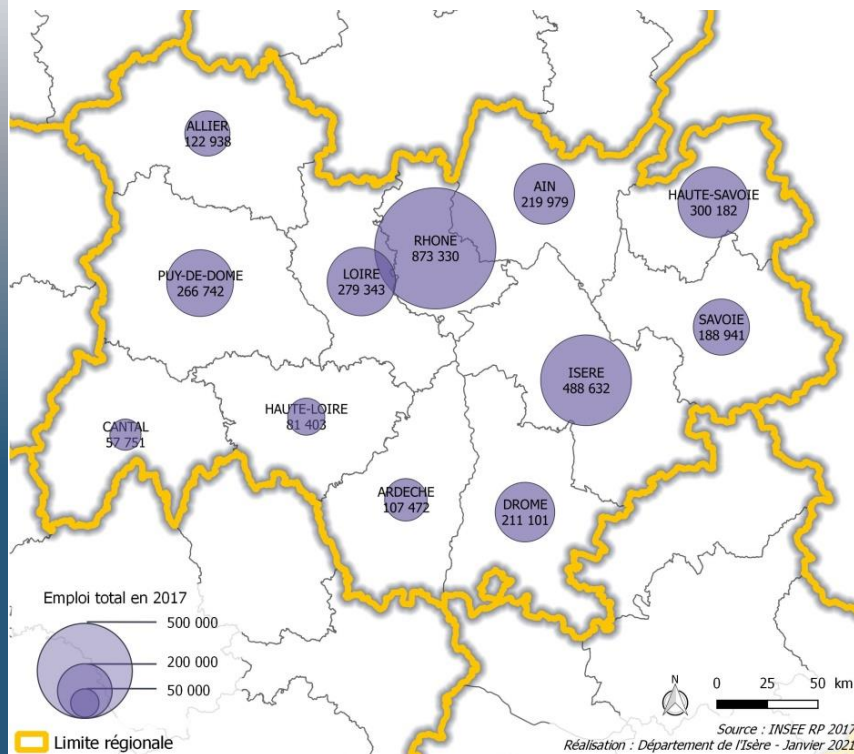 ALLIER
122 938
AIN
219 979
HAUTE-SAVOIE
300 182
RHONE
873 330
PUY-DE-DOME
266 742
LOIRE
279 343
SAVOIE
188 941
ISERE
488 632
HAUTE-LOIRE
81 403
CANTAL
57 751
ARDECHE
107 472
DROME
211 101
Emploi total en 2017
500 000
200 000
50 000
Limite régionale
N
0 25 50 km
Source : INSEE RP 2017
Réalisation : Département de l'Isère - Janvier